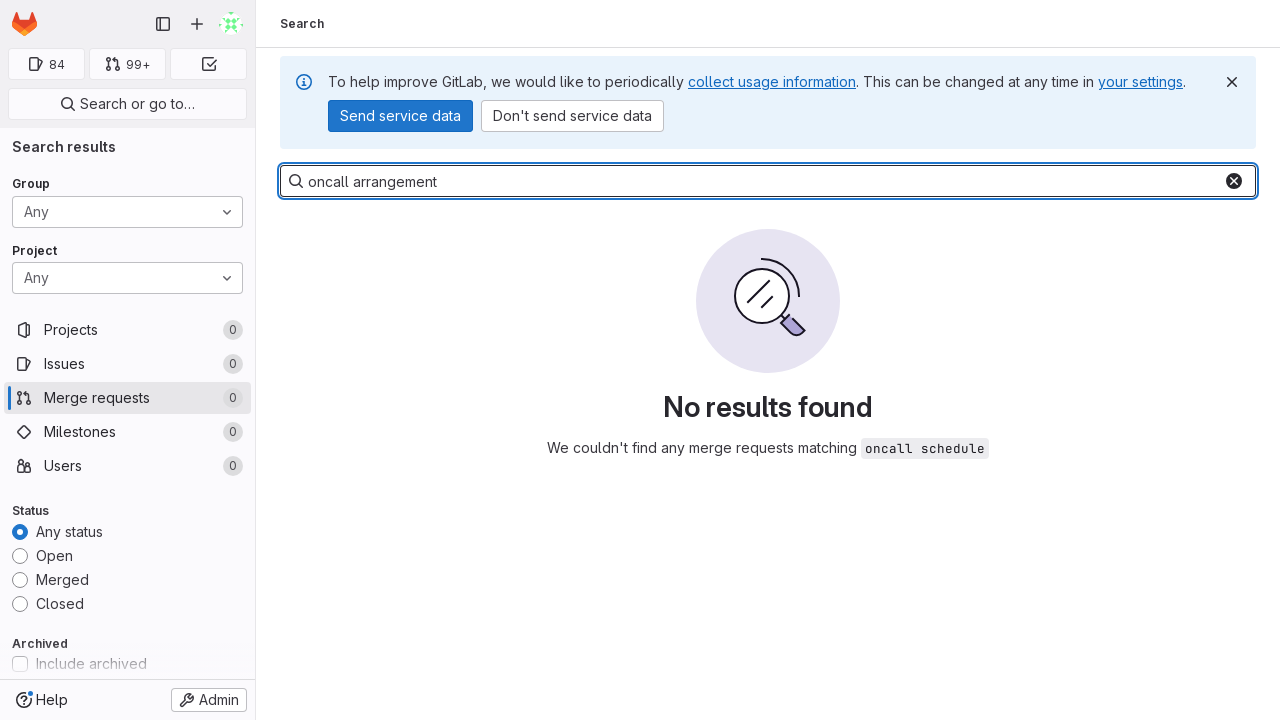 Search
84
99+
Search or go to…
To help improve GitLab, we would like to periodically collect usage information. This can be changed at any time in your settings.
Send service data
Don't send service data
Search results
Group
Any
Project
Any
Projects 0
Issues 0
Merge requests 0
Milestones 0
Users 0
Status
Any status
Open
Merged
Closed
Archived
Include archived
Help
Admin
oncall arrangement
No results found
We couldn't find any merge requests matching oncall schedule